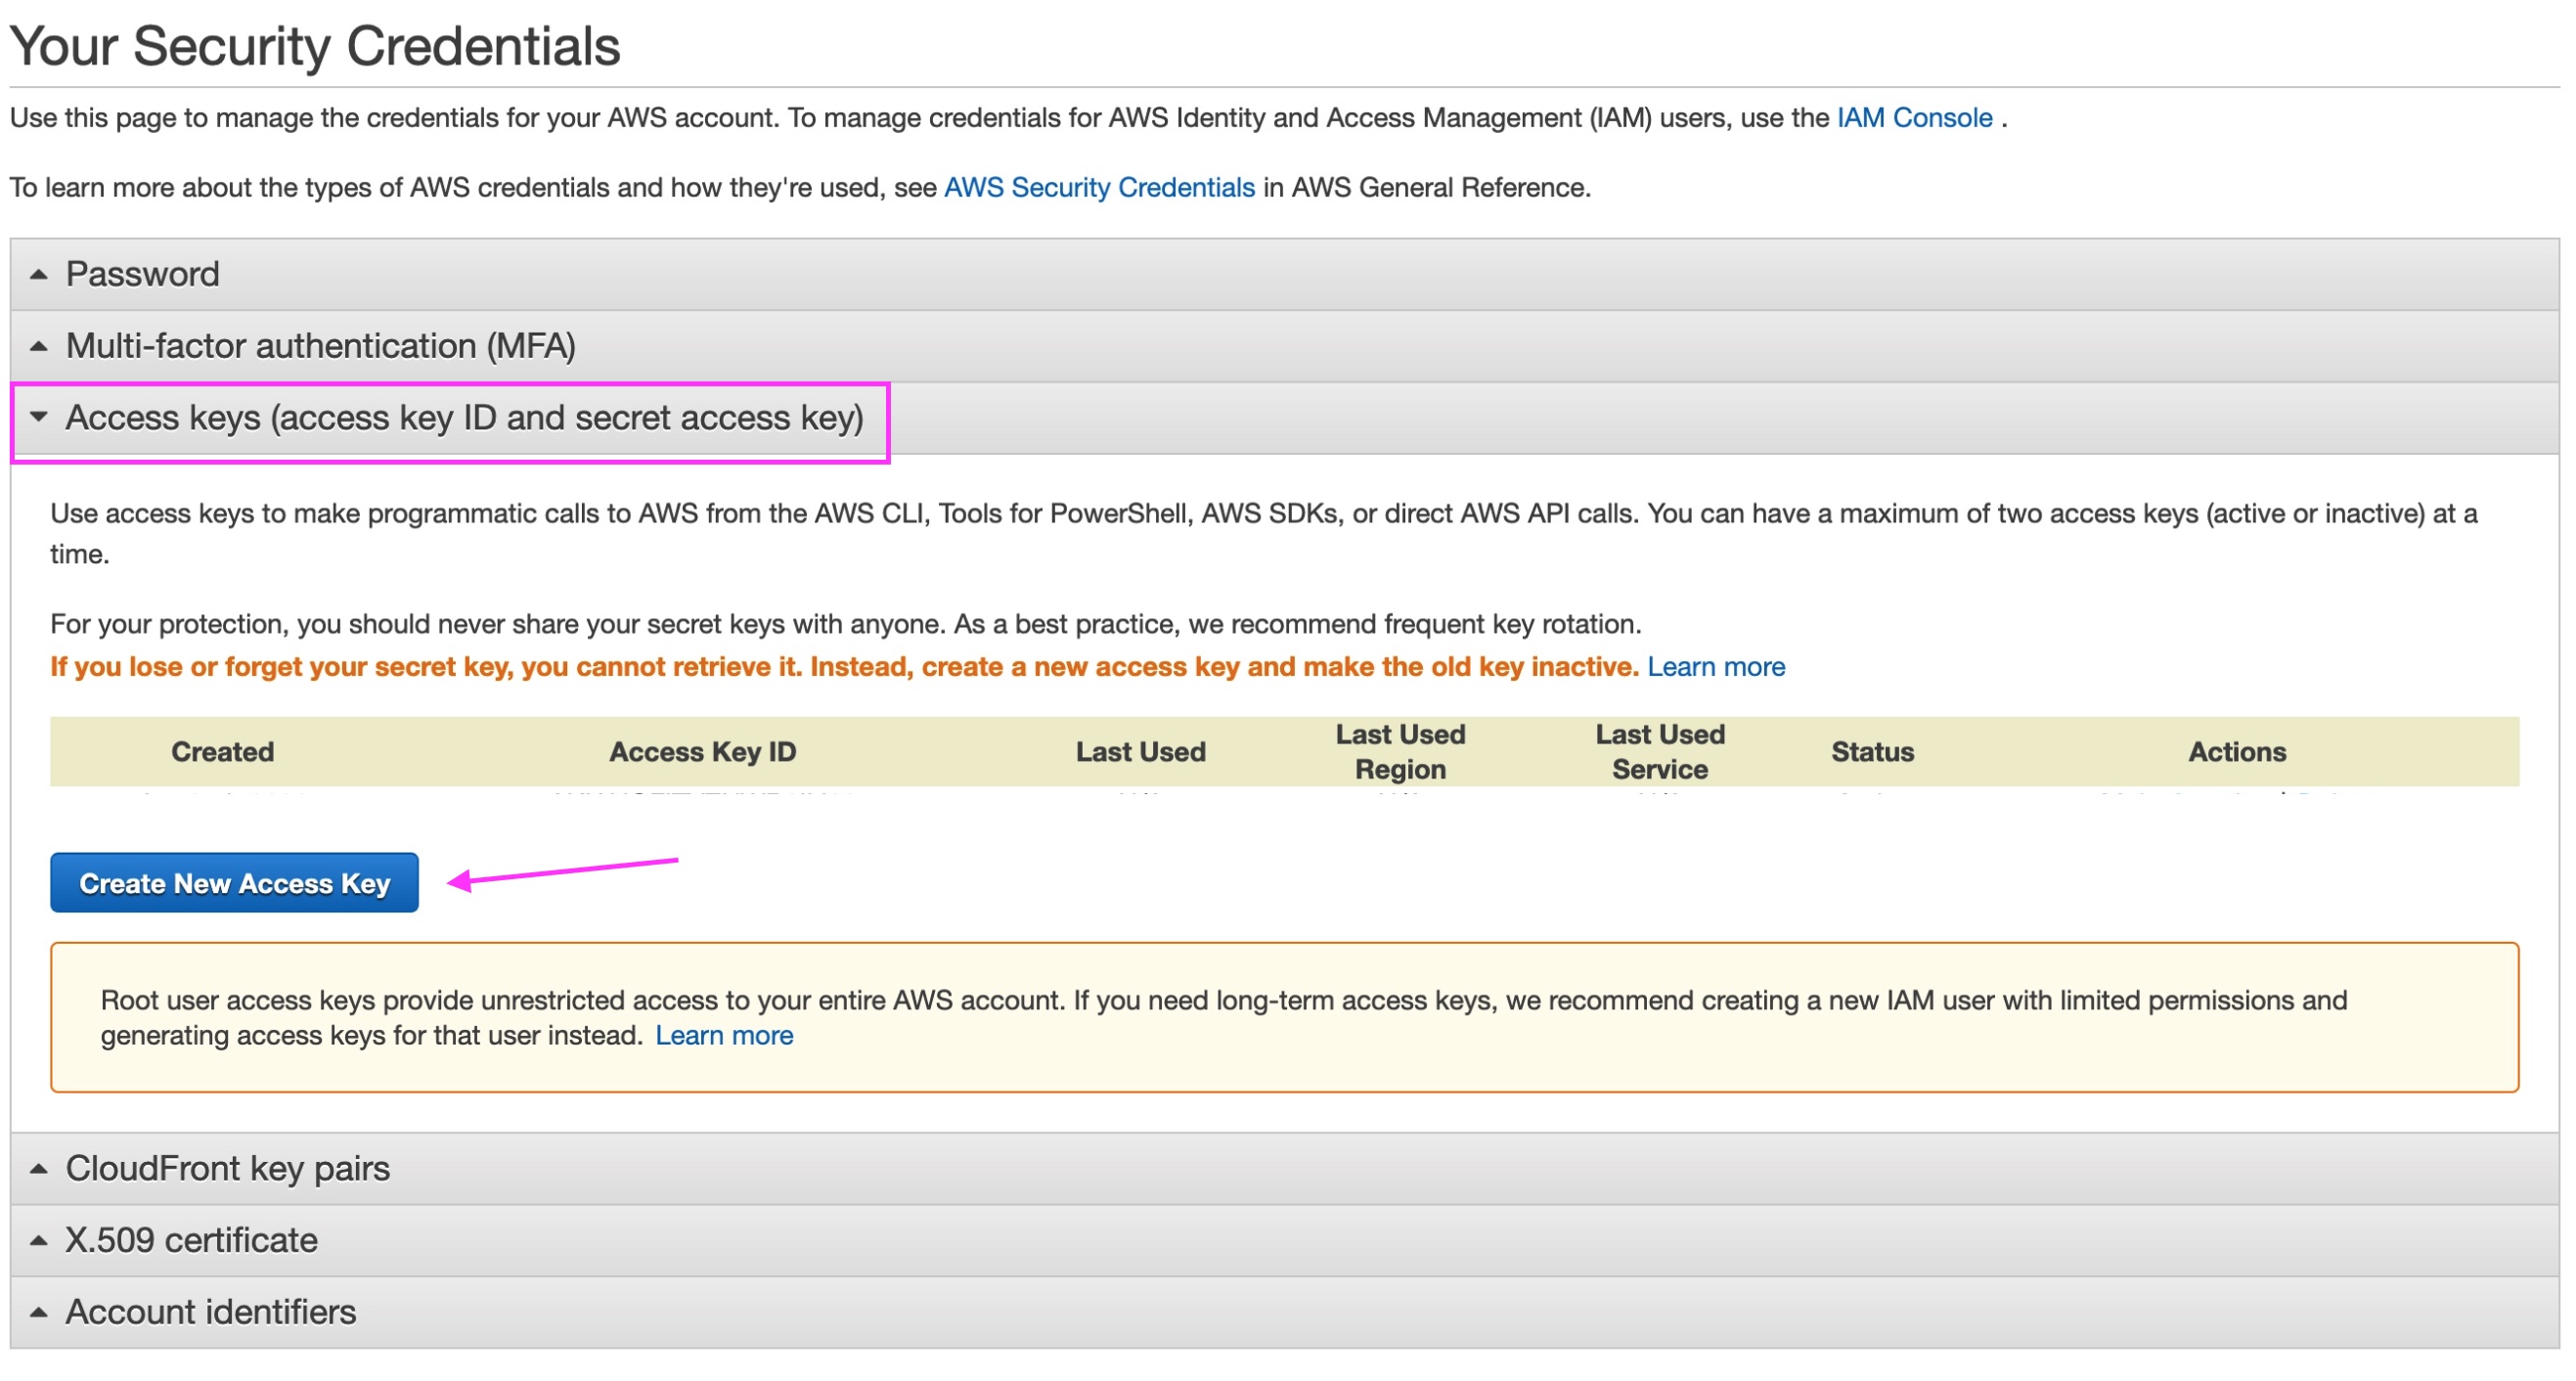 Your Security Credentials
Use this page to manage the credentials for your AWS account. To manage credentials for AWS Identity and Access Management (IAM) users, use the IAM Console .
To learn more about the types of AWS credentials and how they're used, see AWS Security Credentials in AWS General Reference.
Password
Multi-factor authentication (MFA)
Access keys (access key ID and secret access key)
Use access keys to make programmatic calls to AWS from the AWS CLI, Tools for PowerShell, AWS SDKs, or direct AWS API calls. You can have a maximum of two access keys (active or inactive) at a
time.
For your protection, you should never share your secret keys with anyone. As a best practice, we recommend frequent key rotation.
If you lose or forget your secret key, you cannot retrieve it. Instead, create a new access key and make the old key inactive. Learn more
Created Access Key ID Last Used Last Used Region Last Used Service Status Actions
Create New Access Key
Root user access keys provide unrestricted access to your entire AWS account. If you need long-term access keys, we recommend creating a new IAM user with limited permissions and
generating access keys for that user instead. Learn more
CloudFront key pairs
X.509 certificate
Account identifiers